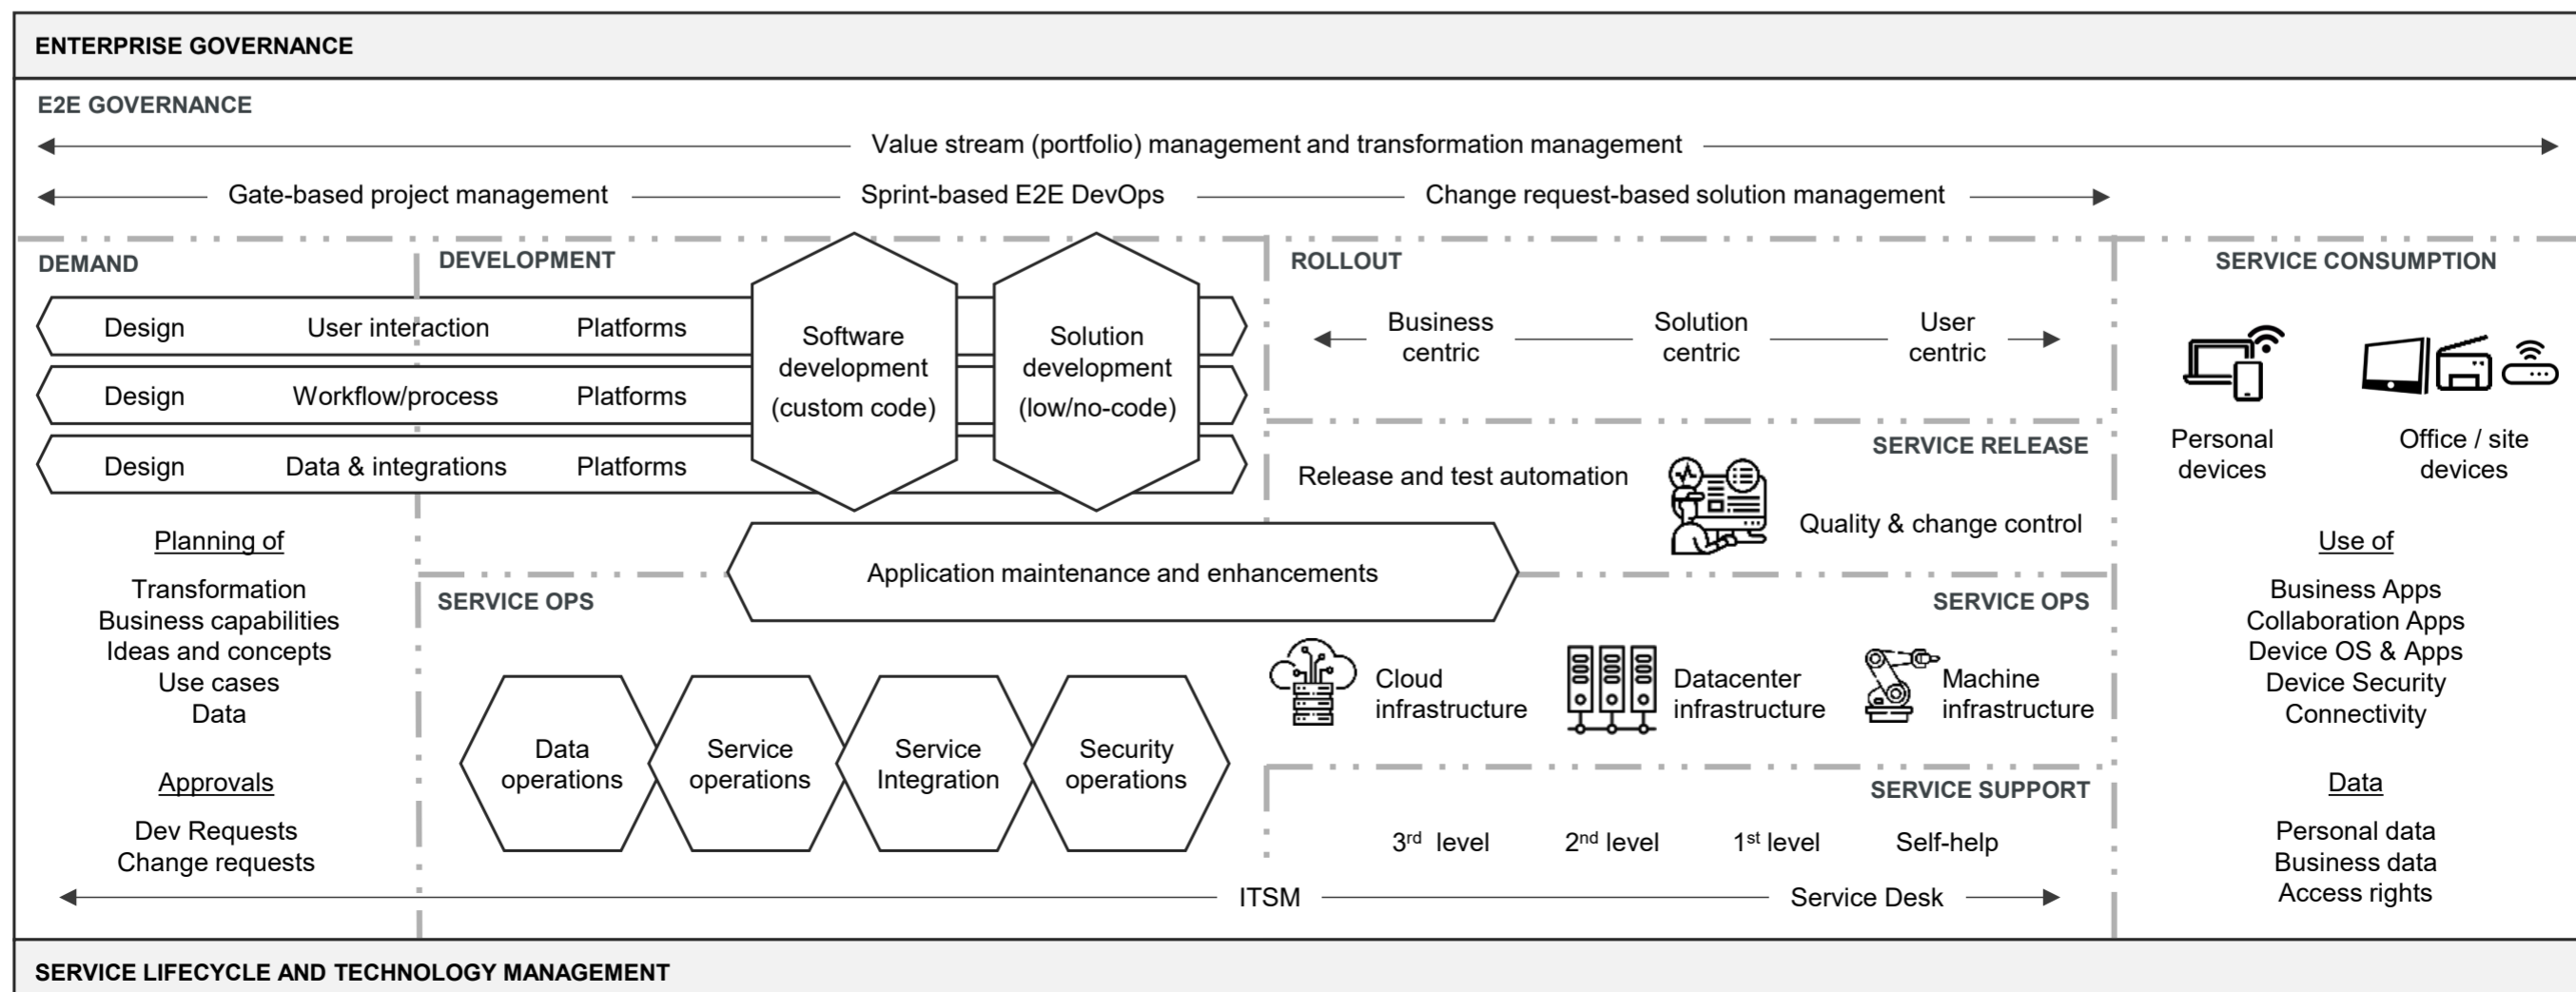 ENTERPRISE GOVERNANCE
E2E GOVERNANCE
Value stream (portfolio) management and transformation management
Gate-based project management
Sprint-based E2E DevOps
Change request-based solution management
DEMAND
DEVELOPMENT
Design
User interaction
Platforms
Design
Workflow/process
Platforms
Design
Data & integrations
Platforms
Software
development
(custom code)
Solution
development
(low/no-code)
Planning of
Transformation
Business capabilities
Ideas and concepts
Use cases
Data
Approvals
Dev Requests
Change requests
ROLLOUT
Business
centric
Solution
centric
User
centric
SERVICE RELEASE
Release and test automation
Quality & change control
Application maintenance and enhancements
SERVICE OPS
Data
operations
Service
operations
Service
Integration
Security
operations
SERVICE OPS
Cloud
infrastructure
Datacenter
infrastructure
Machine
infrastructure
SERVICE SUPPORT
3rd level
2nd level
1st level
Self-help
ITSM
Service Desk
SERVICE CONSUMPTION
Personal
devices
Office / site
devices
Use of
Business Apps
Collaboration Apps
Device OS & Apps
Device Security
Connectivity
Data
Personal data
Business data
Access rights
SERVICE LIFECYCLE AND TECHNOLOGY MANAGEMENT